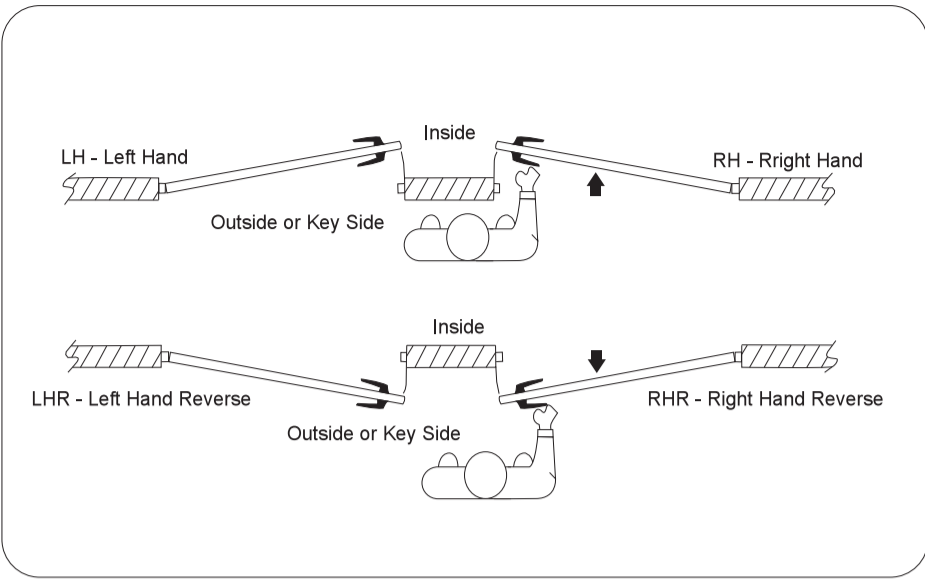 Inside
LH - Left Hand
RH - Rright Hand
Outside or Key Side
Inside
LHR - Left Hand Reverse
RHR - Right Hand Reverse
Outside or Key Side